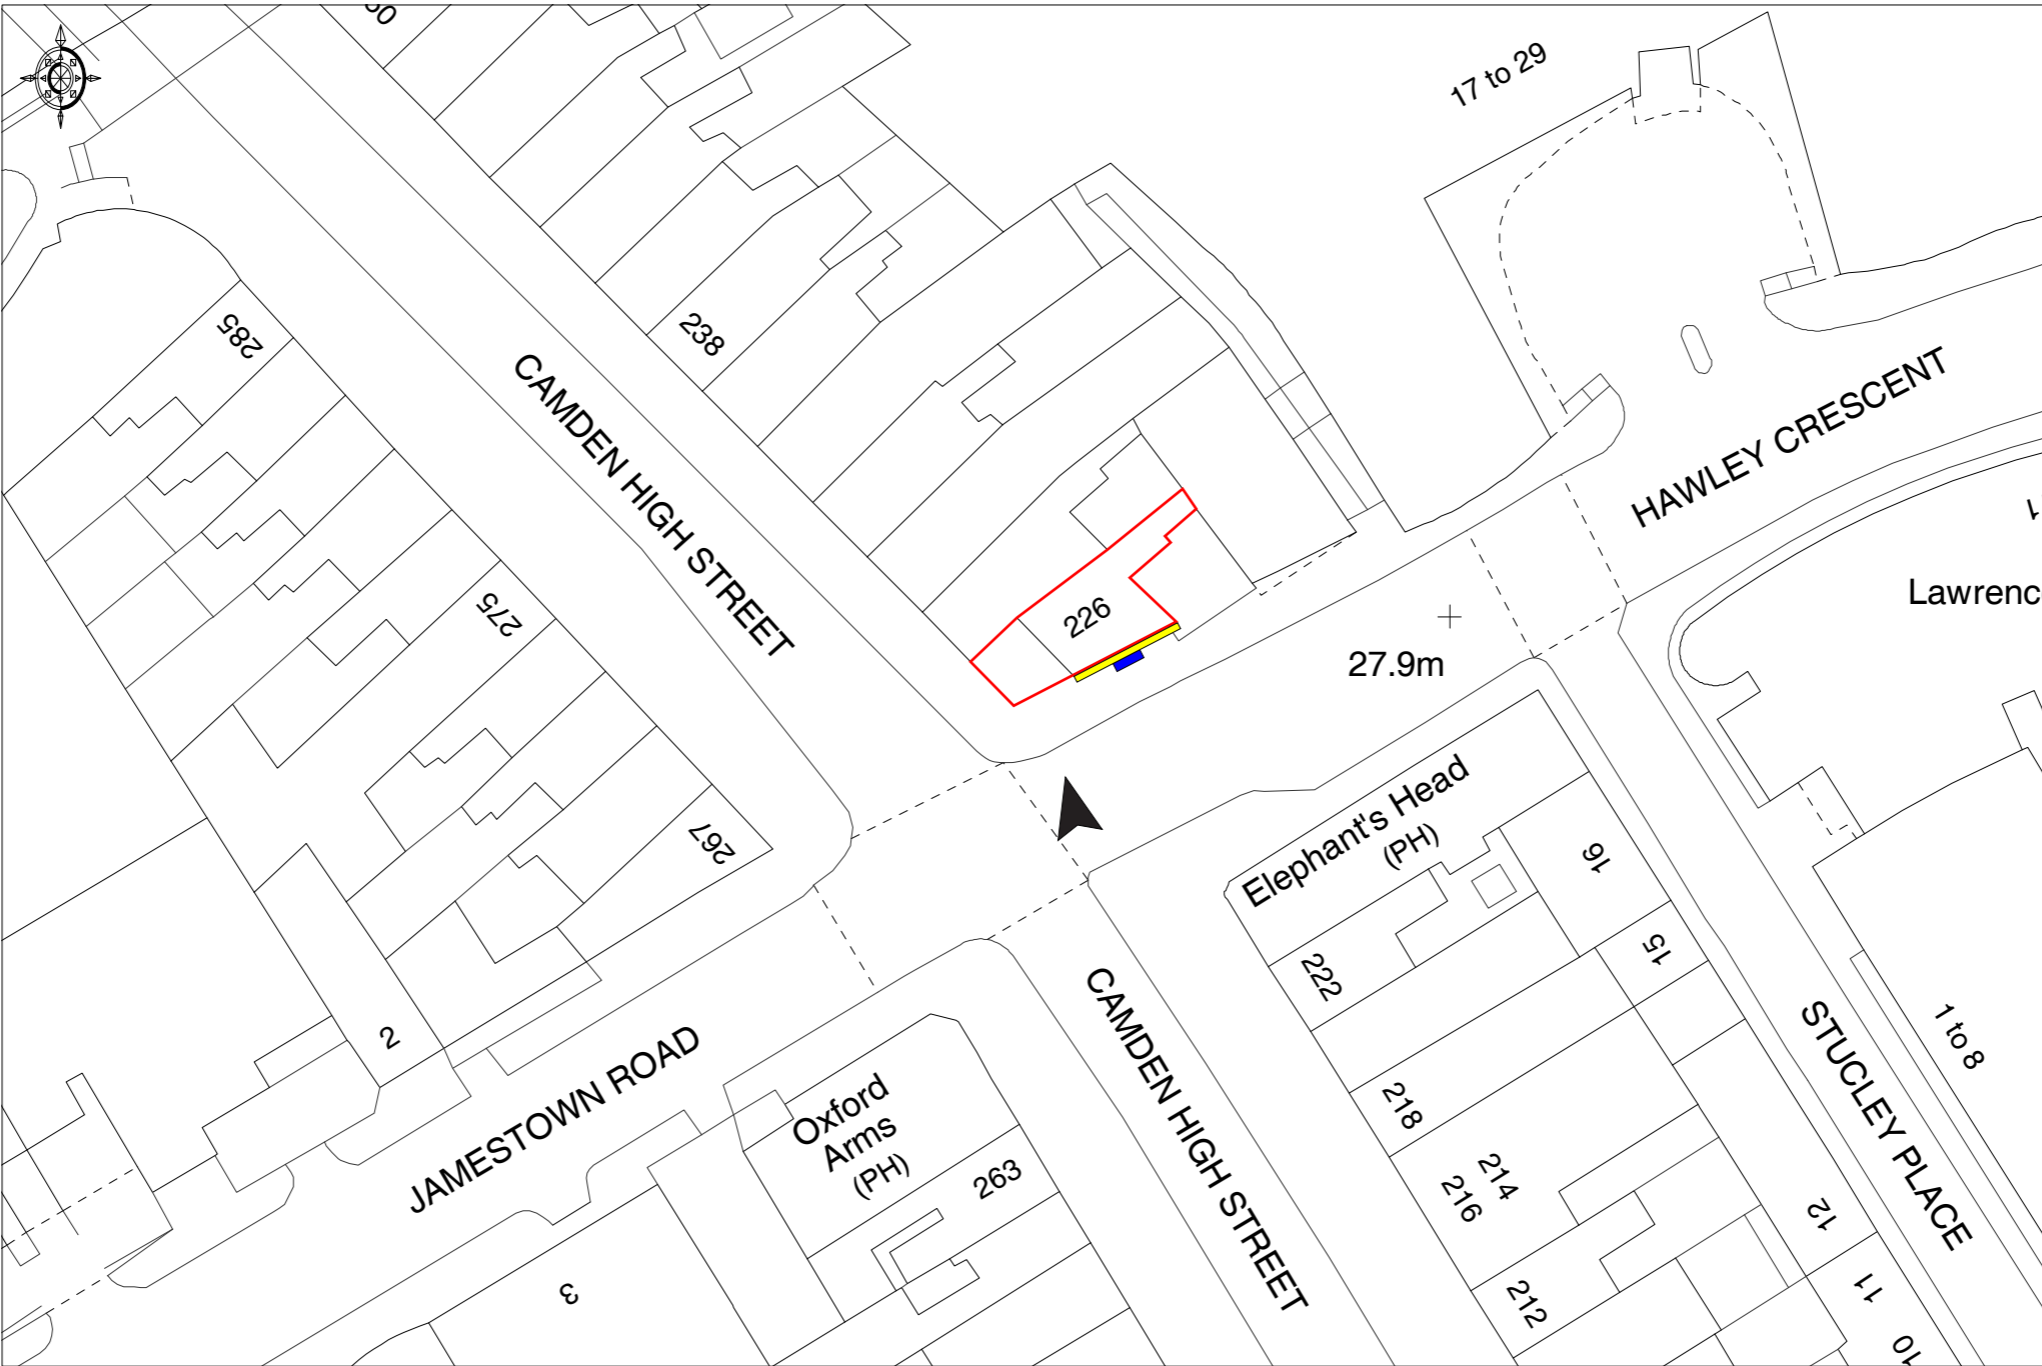 17 to 29
285
238
CAMDEN HIGH STREET
HAWLEY CRESCENT
1
275
226
Lawrenc
27.9m
267
Elephant's Head
(PH)
16
15
222
2
JAMESTOWN ROAD
Oxford
Arms
(PH)
263
CAMDEN HIGH STREET
218
214
216
212
STUCLEY PLACE
1 to 8
12
11
10
3